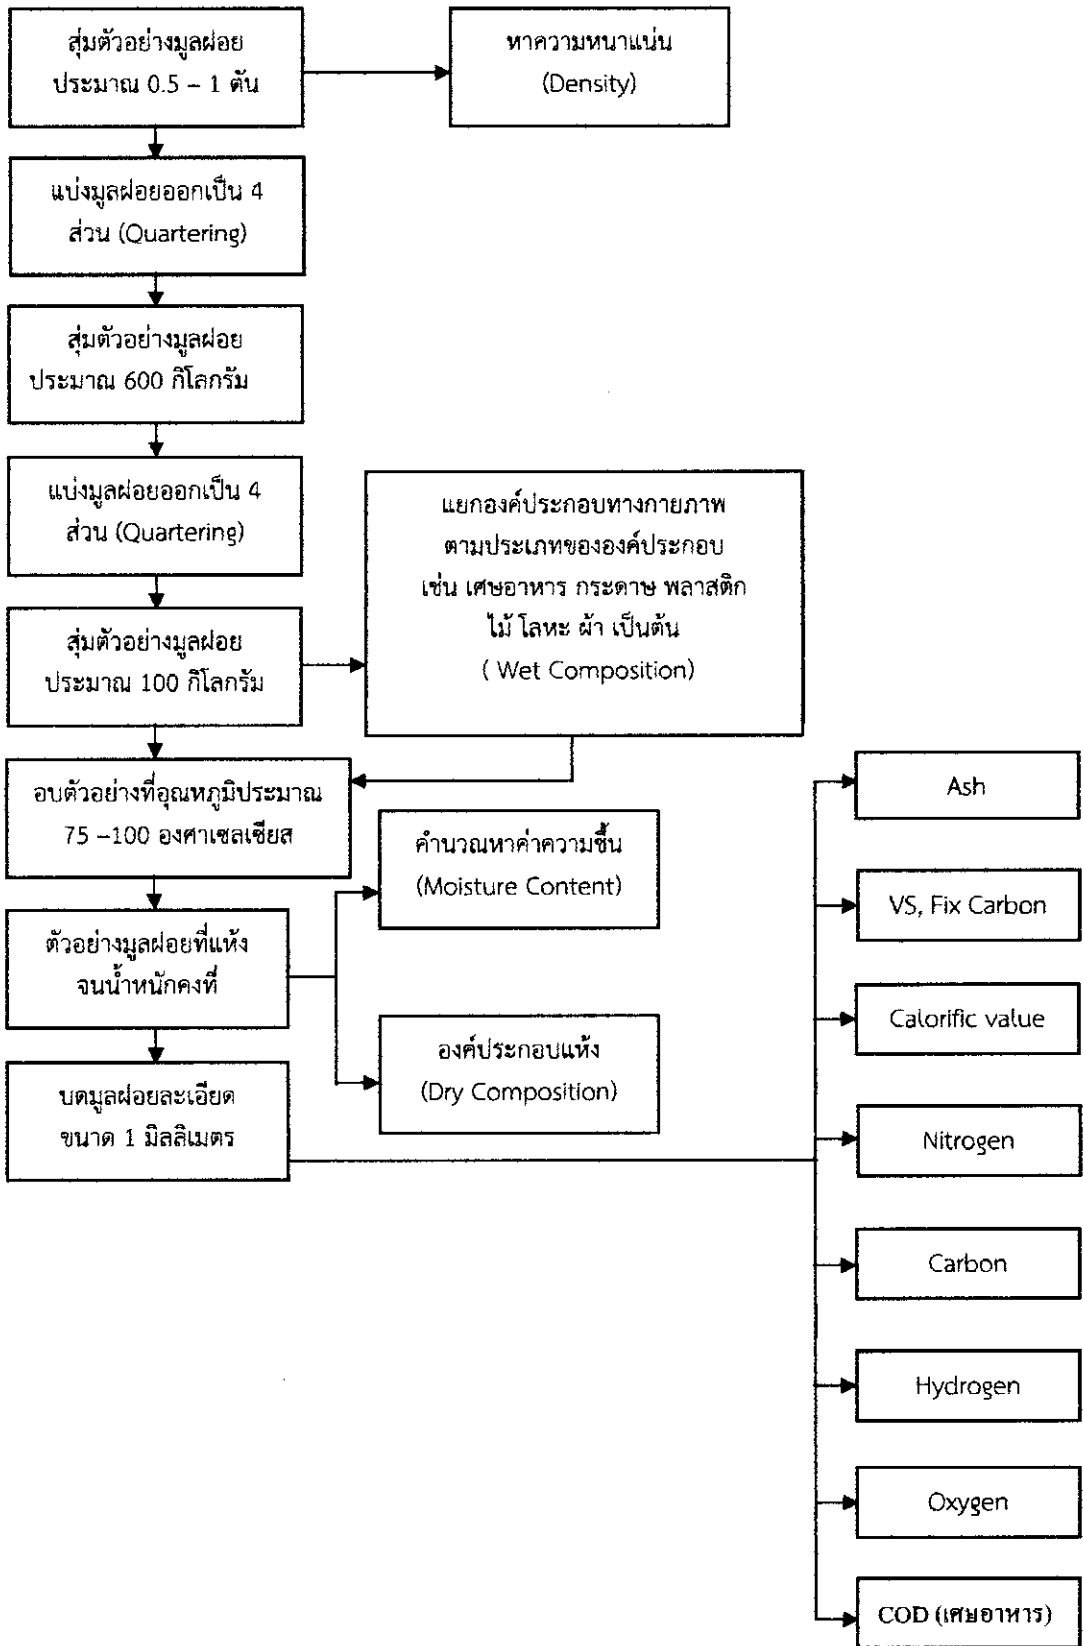 สุ่มตัวอย่างมูลฝอย
ประมาณ 0.5 – 1 ตัน
หาความหนาแน่น
(Density)
แบ่งมูลฝอยออกเป็น 4
ส่วน (Quartering)
สุ่มตัวอย่างมูลฝอย
ประมาณ 600 กิโลกรัม
แบ่งมูลฝอยออกเป็น 4
ส่วน (Quartering)
แยกองค์ประกอบทางกายภาพ
ตามประเภทขององค์ประกอบ
เช่น เศษอาหาร กระดาษ พลาสติก
ไม้ โลหะ ผ้า เป็นต้น
( Wet Composition)
สุ่มตัวอย่างมูลฝอย
ประมาณ 100 กิโลกรัม
อบตัวอย่างที่อุณหภูมิประมาณ
75 –100 องศาเซลเซียส
คำนวณหาค่าความชื้น
(Moisture Content)
ตัวอย่างมูลฝอยที่แห้ง
จนน้ำหนักคงที่
องค์ประกอบแห้ง
(Dry Composition)
บดมูลฝอยละเอียด
ขนาด 1 มิลลิเมตร
Ash
VS, Fix Carbon
Calorific value
Nitrogen
Carbon
Hydrogen
Oxygen
COD (เศษอาหาร)